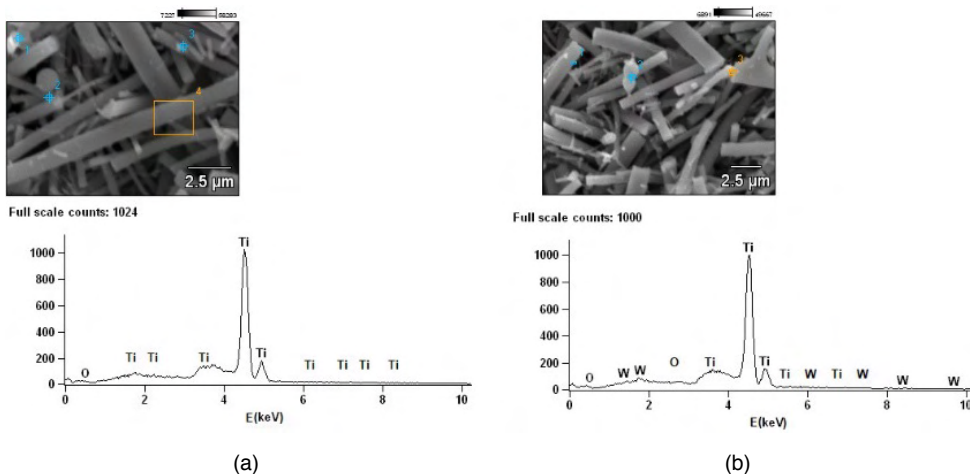 7227 58283
1
3
2
4
2.5 μm
Full scale counts: 1024
1000
800
600
400
200
0
O Ti Ti Ti Ti Ti Ti Ti Ti Ti
0 2 4 6 8 10
E(keV)
(a)
6891 49667
1
2
3
2.5 μm
Full scale counts: 1000
1000
800
600
400
200
0
O W W O Ti Ti Ti Ti W Ti W W W
0 2 4 6 8 10
E(keV)
(b)